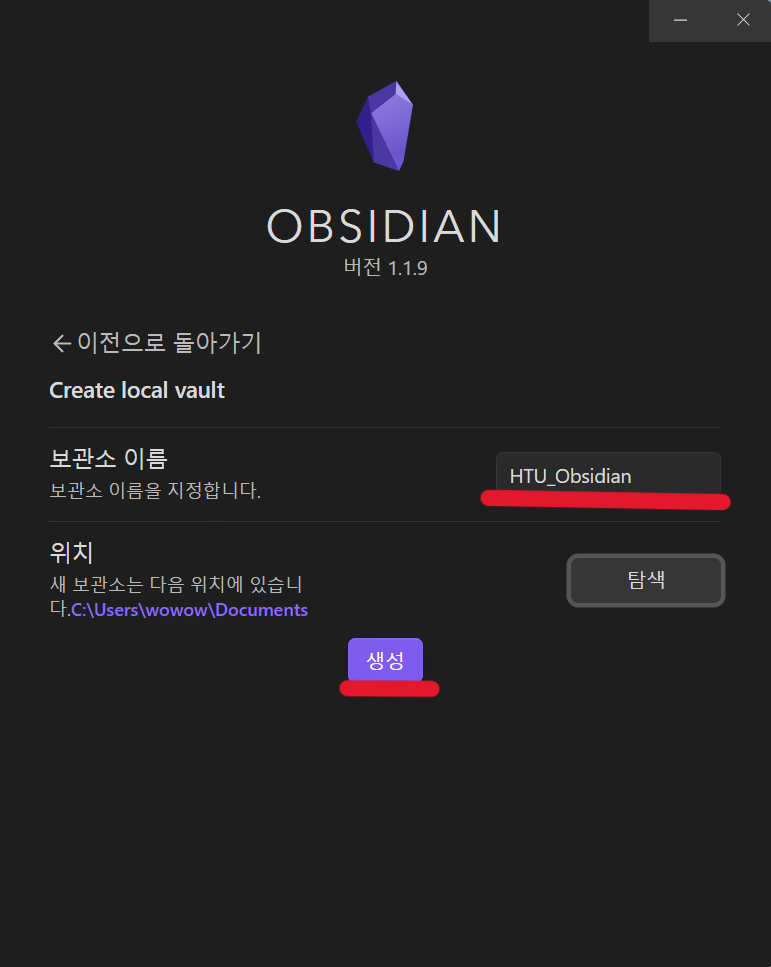 OBSIDIAN
버전 1.1.9
이전으로 돌아가기
Create local vault
보관소 이름
보관소 이름을 지정합니다.
HTU_Obsidian
위치
새 보관소는 다음 위치에 있습니
다.C:\Users\wowow\Documents
탐색
생성